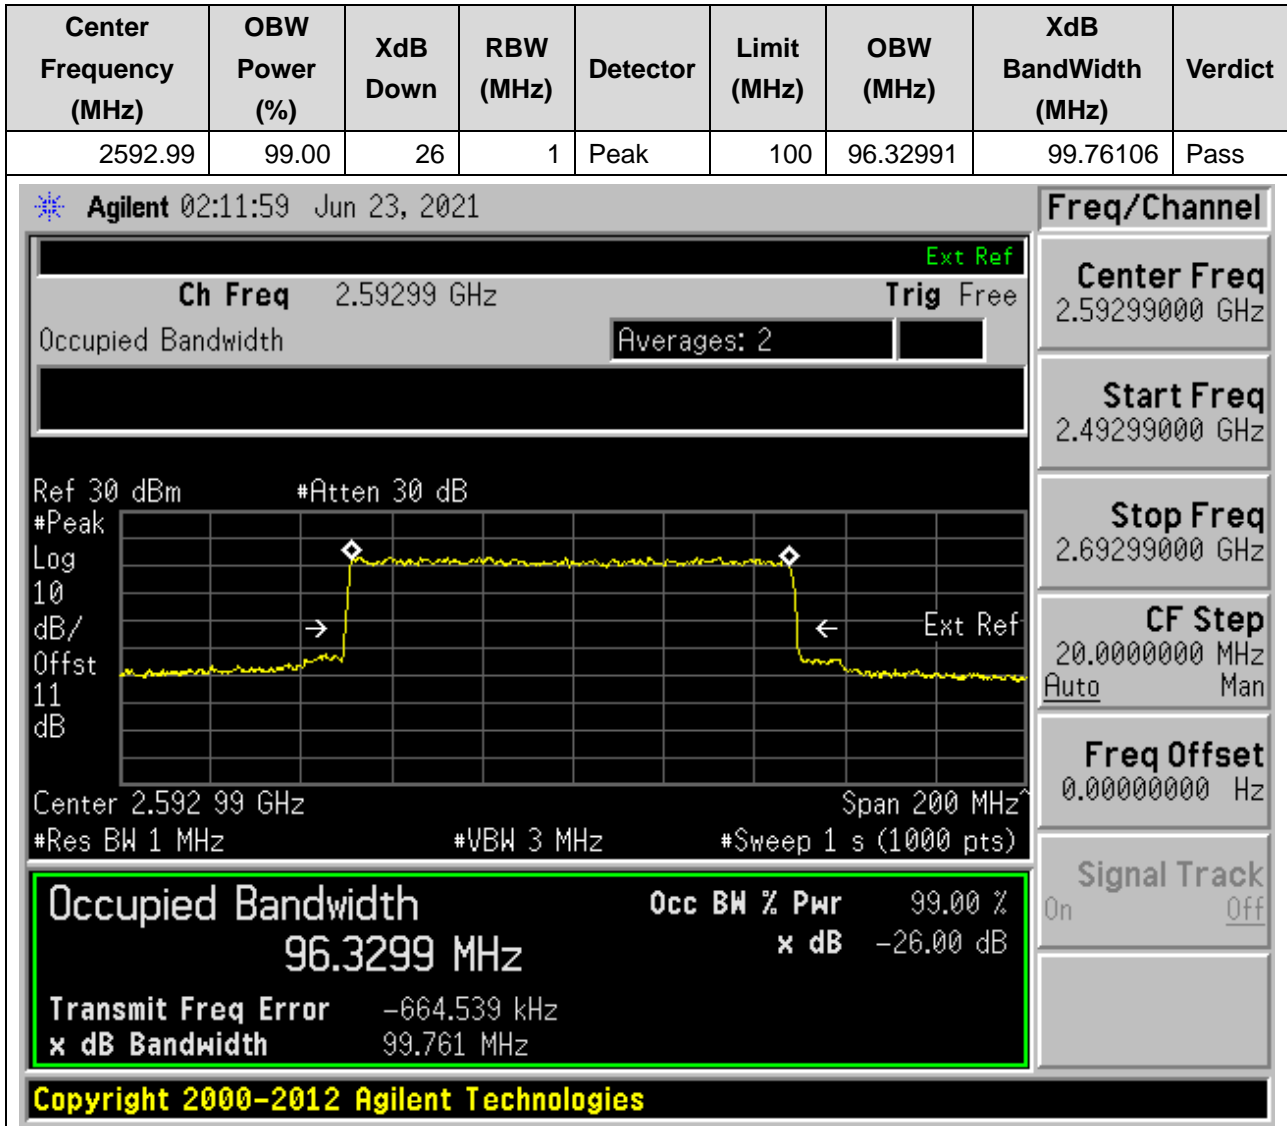 Center Frequency (MHz) OBW Power (%) XdB Down RBW (MHz) Detector Limit (MHz) OBW (MHz) XdB BandWidth (MHz) Verdict
2592.99 99.00 26 1 Peak 100 96.32991 99.76106 Pass
Agilent 02:11:59 Jun 23, 2021
Ext Ref
Ch Freq 2.59299 GHz Trig Free
Occupied Bandwidth Averages: 2
Ref 30 dBm #Atten 30 dB
#Peak
Log
10
dB/
Offst
11
dB
Ext Ref
Center 2.592 99 GHz Span 200 MHz^
#Res BW 1 MHz #VBW 3 MHz #Sweep 1 s (1000 pts)
Occupied Bandwidth Occ BW % Pwr 99.00 %
96.3299 MHz x dB -26.00 dB
Transmit Freq Error -664.539 kHz
x dB Bandwidth 99.761 MHz
Copyright 2000-2012 Agilent Technologies
Freq/Channel
Center Freq
2.59299000 GHz
Start Freq
2.49299000 GHz
Stop Freq
2.69299000 GHz
CF Step
20.0000000 MHz
Auto Man
Freq Offset
0.00000000 Hz
Signal Track
On Off